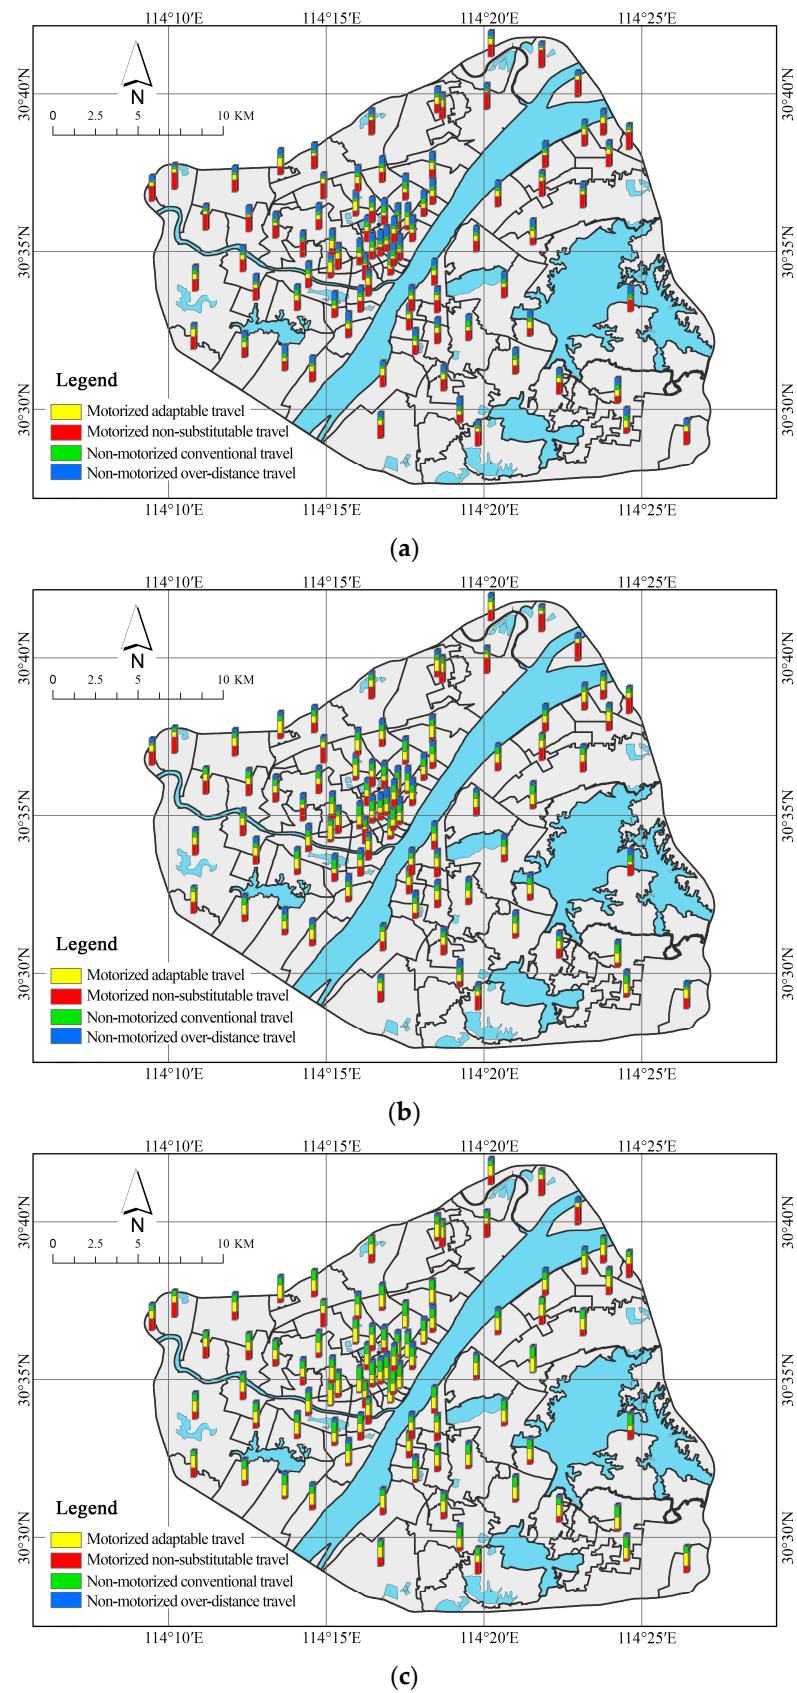 114°10′E 114°15′E 114°20′E 114°25′E
30°40′N 30°40′N
N
0 2.5 5 10 KM
30°35′N 30°35′N
Legend
Motorized adaptable travel
30°30′N 30°30′N
Motorized non-substitutable travel
Non-motorized conventional travel
Non-motorized over-distance travel
114°10′E 114°15′E 114°20′E 114°25′E
(a)
114°10′E 114°15′E 114°20′E 114°25′E
30°40′N 30°40′N
N
0 2.5 5 10 KM
30°35′N 30°35′N
Legend
Motorized adaptable travel
30°30′N 30°30′N
Motorized non-substitutable travel
Non-motorized conventional travel
Non-motorized over-distance travel
114°10′E 114°15′E 114°20′E 114°25′E
(b)
114°10′E 114°15′E 114°20′E 114°25′E
30°40′N 30°40′N
N
0 2.5 5 10 KM
30°35′N 30°35′N
Legend
Motorized adaptable travel
30°30′N 30°30′N
Motorized non-substitutable travel
Non-motorized conventional travel
Non-motorized over-distance travel
114°10′E 114°15′E 114°20′E 114°25′E
(c)